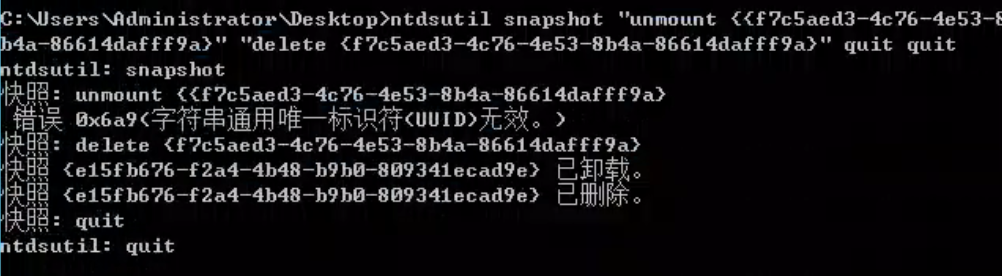 C:\Users\Administrator\Desktop>ntdsutil snapshot "unmount {{f7c5aed3-4c76-4e53-8
b4a-86614dafff9a}" "delete {f7c5aed3-4c76-4e53-8b4a-86614dafff9a}" quit quit
ntdsutil: snapshot
快照: unmount {{f7c5aed3-4c76-4e53-8b4a-86614dafff9a}
错误 0x6a9(字符串通用唯一标识符(UUID)无效。)
快照: delete {f7c5aed3-4c76-4e53-8b4a-86614dafff9a}
快照 {e15fb676-f2a4-4b48-b9b0-809341ecad9e} 已卸载。
快照 {e15fb676-f2a4-4b48-b9b0-809341ecad9e} 已删除。
快照: quit
ntdsutil: quit